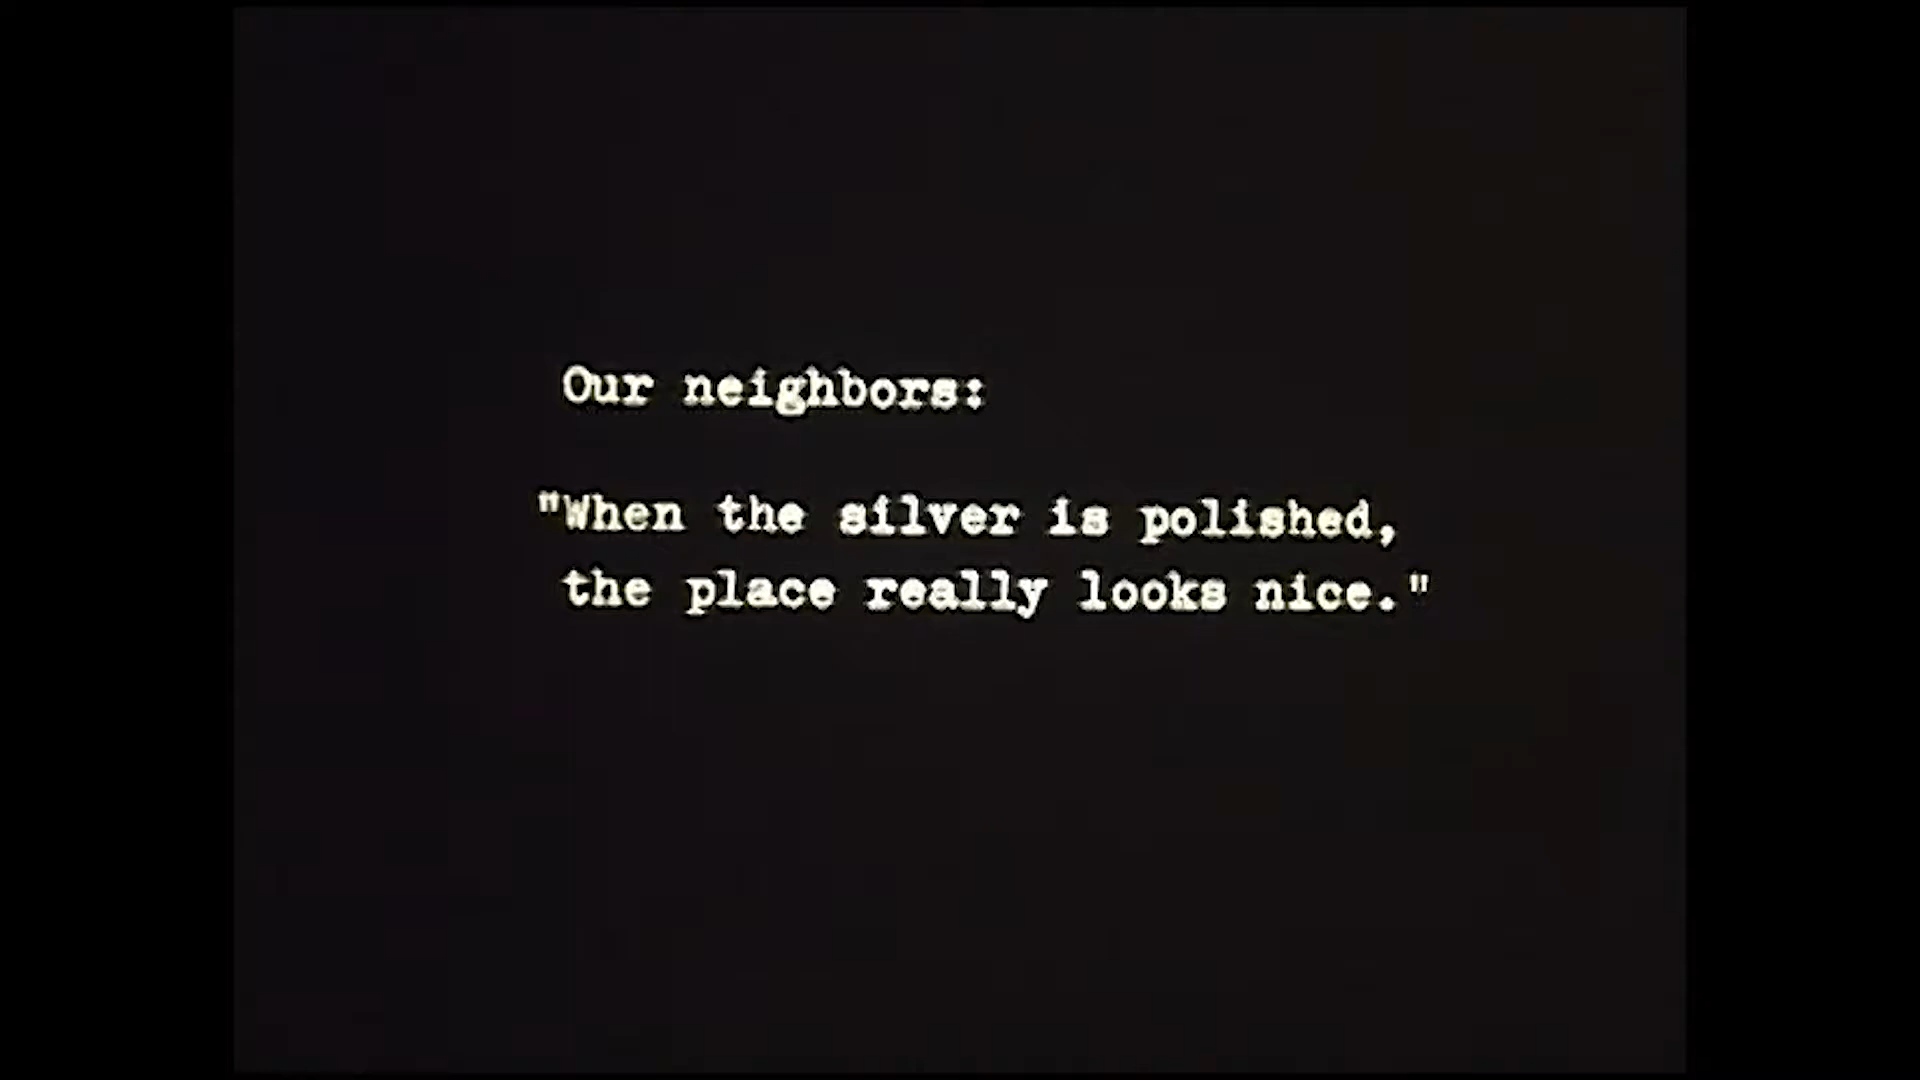 Our neighbors:
"When the silver is polished,
the place really looks nice."